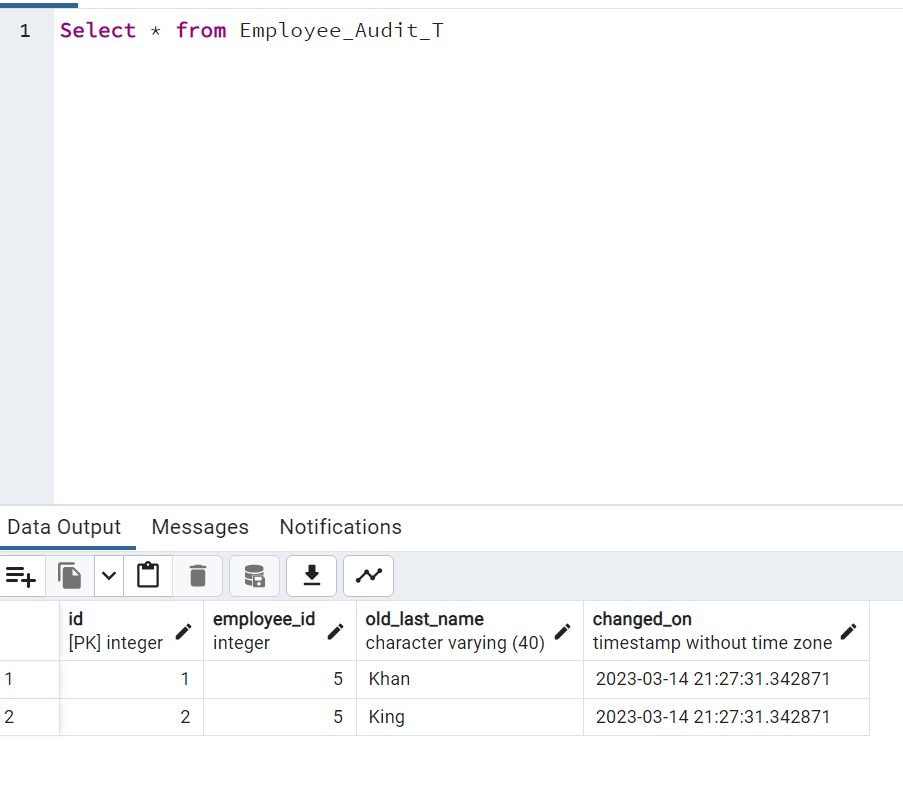 1 Select * from Employee_Audit_T
Data Output Messages Notifications
id employee_id old_last_name changed_on
[PK] integer integer character varying (40) timestamp without time zone
1 1 5 Khan 2023-03-14 21:27:31.342871
2 2 5 King 2023-03-14 21:27:31.342871